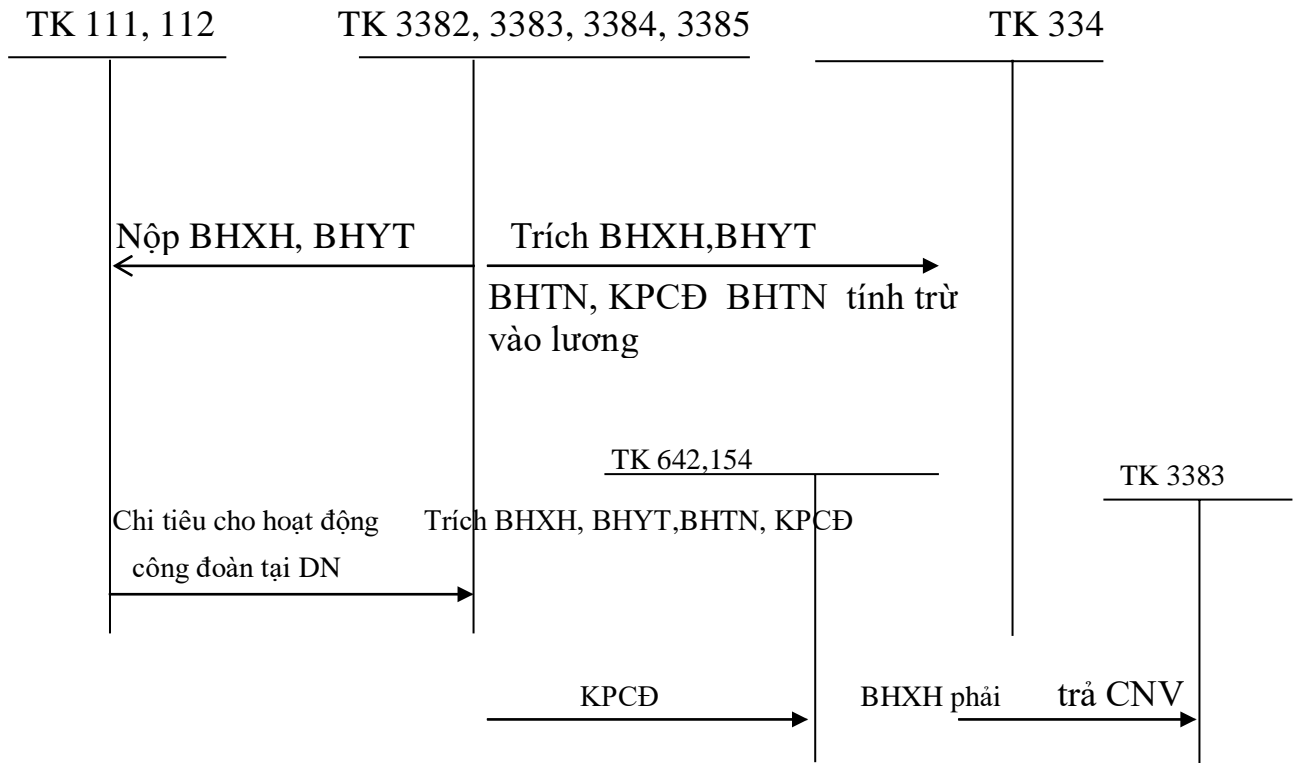 TK 111, 112 TK 3382, 3383, 3384, 3385 TK 334
Nộp BHXH, BHYT Trích BHXH,BHYT
BHTN, KPCĐ BHTN tính trừ
vào lương
TK 642,154
TK 3383
Chi tiêu cho hoạt động Trích BHXH, BHYT,BHTN, KPCĐ
công đoàn tại DN
KPCĐ BHXH phải trả CNV